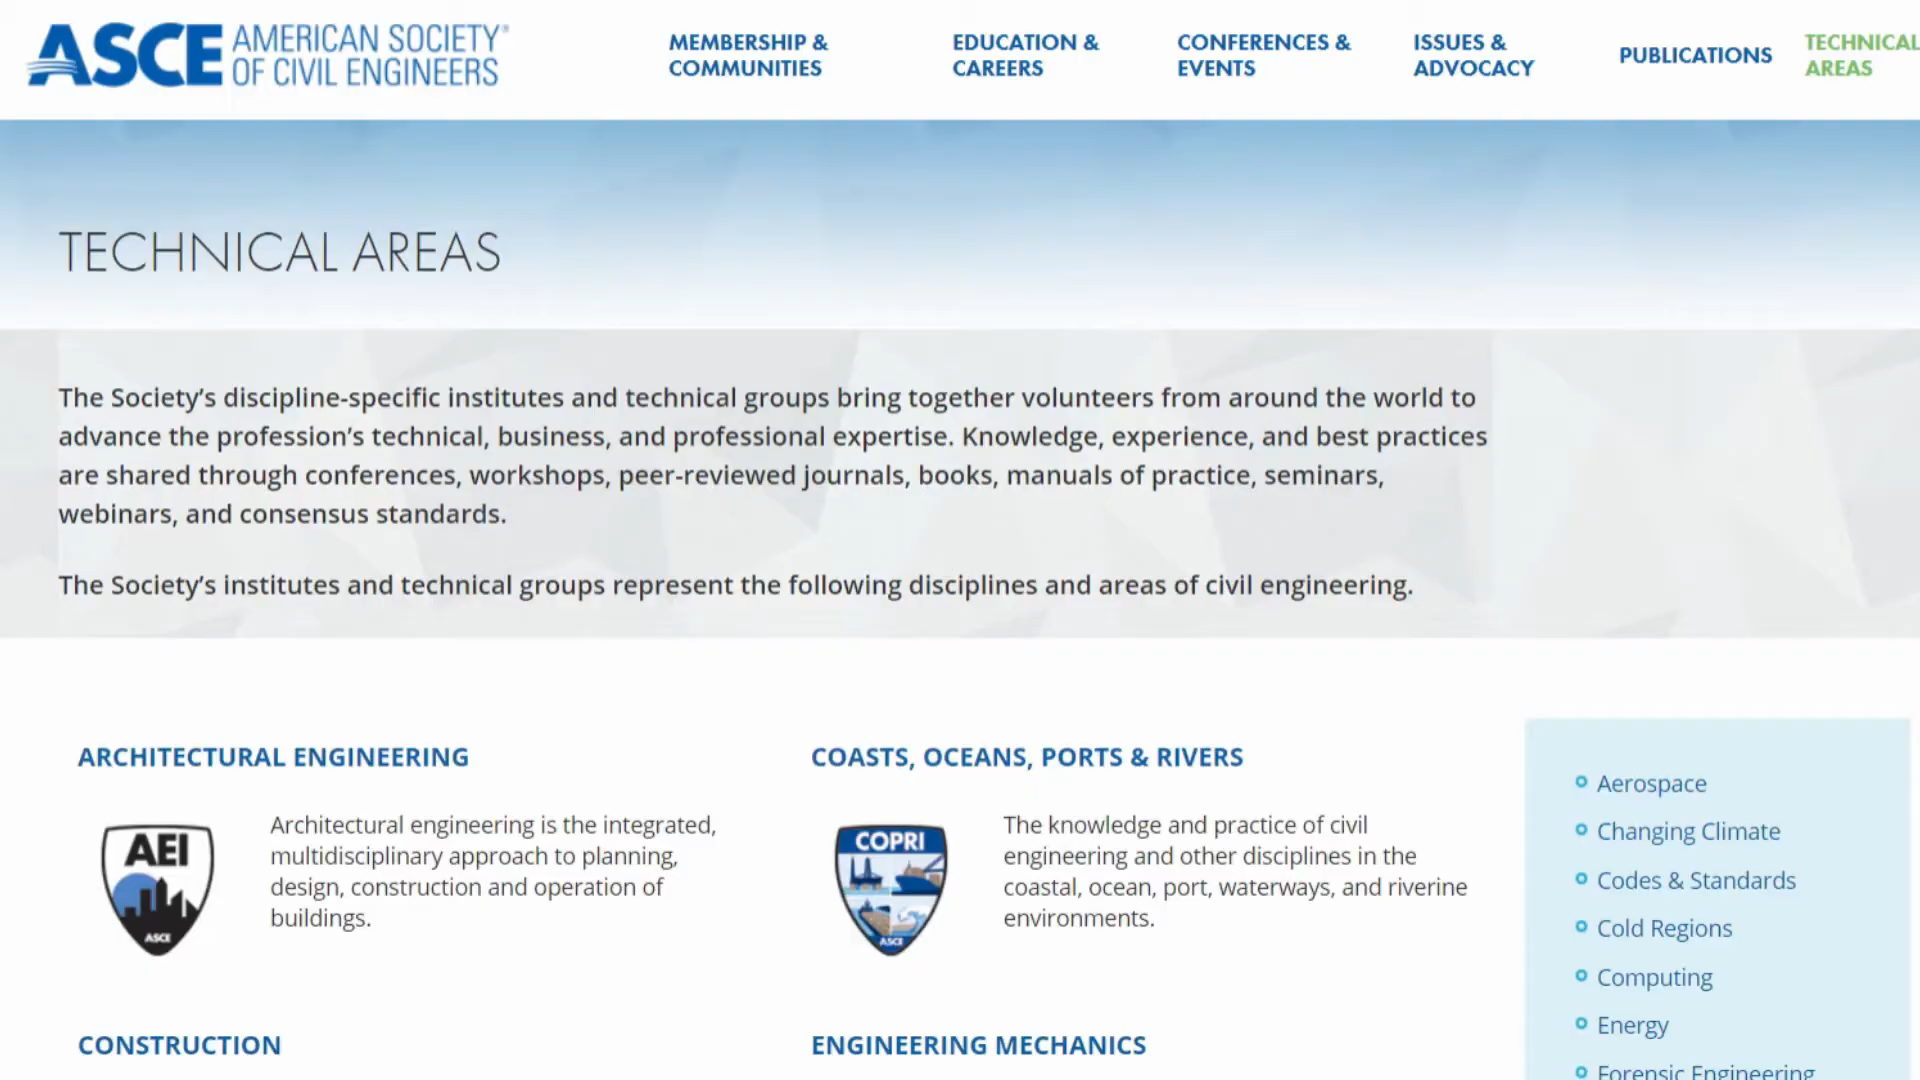 ASCE AMERICAN SOCIETY®
OF CIVIL ENGINEERS
MEMBERSHIP &
COMMUNITIES
EDUCATION &
CAREERS
CONFERENCES &
EVENTS
ISSUES &
ADVOCACY
PUBLICATIONS
TECHNICAL
AREAS
TECHNICAL AREAS
The Society’s discipline-specific institutes and technical groups bring together volunteers from around the world to
advance the profession’s technical, business, and professional expertise. Knowledge, experience, and best practices
are shared through conferences, workshops, peer-reviewed journals, books, manuals of practice, seminars,
webinars, and consensus standards.
The Society’s institutes and technical groups represent the following disciplines and areas of civil engineering.
ARCHITECTURAL ENGINEERING
AEI
ASCE
Architectural engineering is the integrated,
multidisciplinary approach to planning,
design, construction and operation of
buildings.
COASTS, OCEANS, PORTS & RIVERS
COPRI
ASCE
The knowledge and practice of civil
engineering and other disciplines in the
coastal, ocean, port, waterways, and riverine
environments.
CONSTRUCTION
ENGINEERING MECHANICS
Aerospace
Changing Climate
Codes & Standards
Cold Regions
Computing
Energy
Forensic Engineering